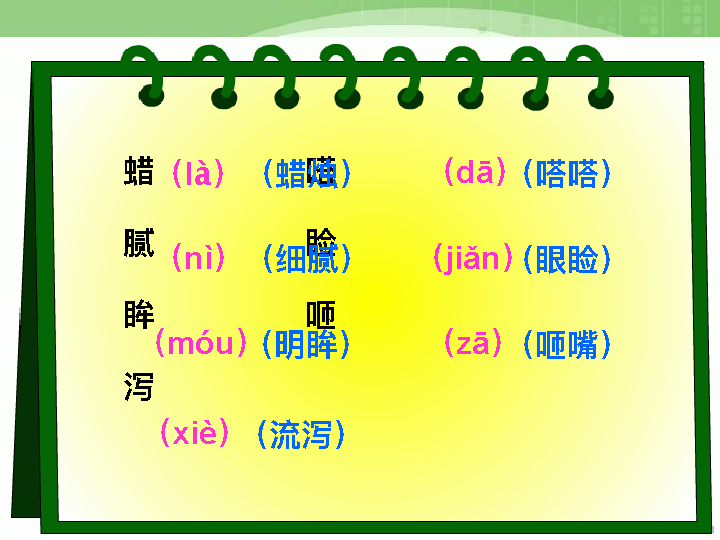 蜡 (là) (蜡烛) 嗒 (dā) (嗒嗒)
腻 (nì) (细腻) 睑 (jiǎn) (眼睑)
眸 (móu) (明眸) 咂 (zā) (咂嘴)
泻 (xiè) (流泻)